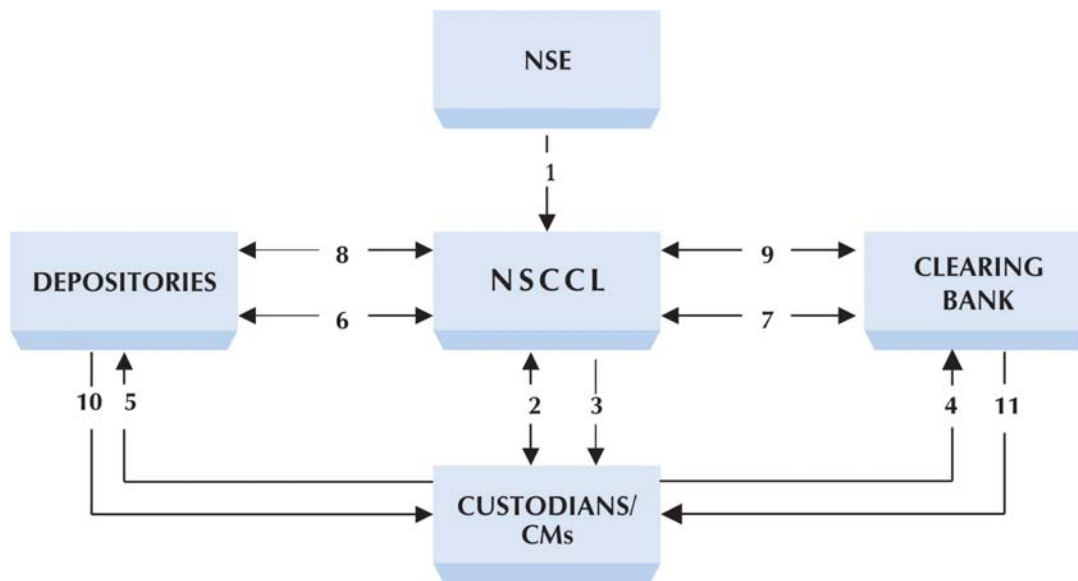 NSE
1
8
9
DEPOSITORIES
NSCCL
CLEARING
BANK
6
7
10
5
2
3
4
11
CUSTODIANS/
CMs